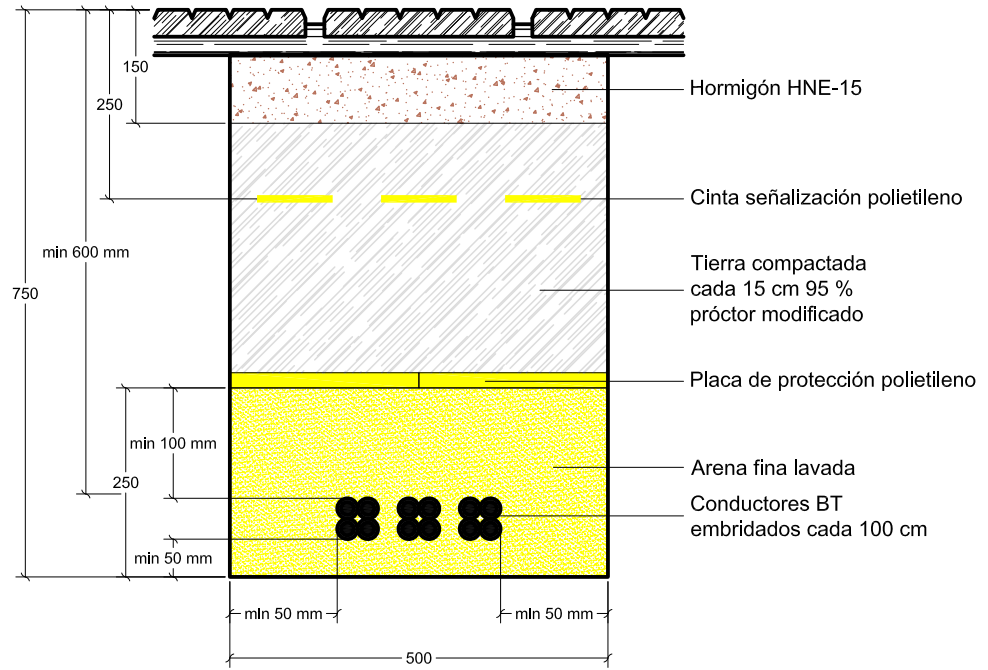 150
Hormigón HNE-15
250
Cinta señalización polietileno
min 600 mm
Tierra compactada
cada 15 cm 95 %
próctor modificado
750
Placa de protección polietileno
min 100 mm
Arena fina lavada
250
Conductores BT
embridados cada 100 cm
min 50 mm
min 50 mm
min 50 mm
500